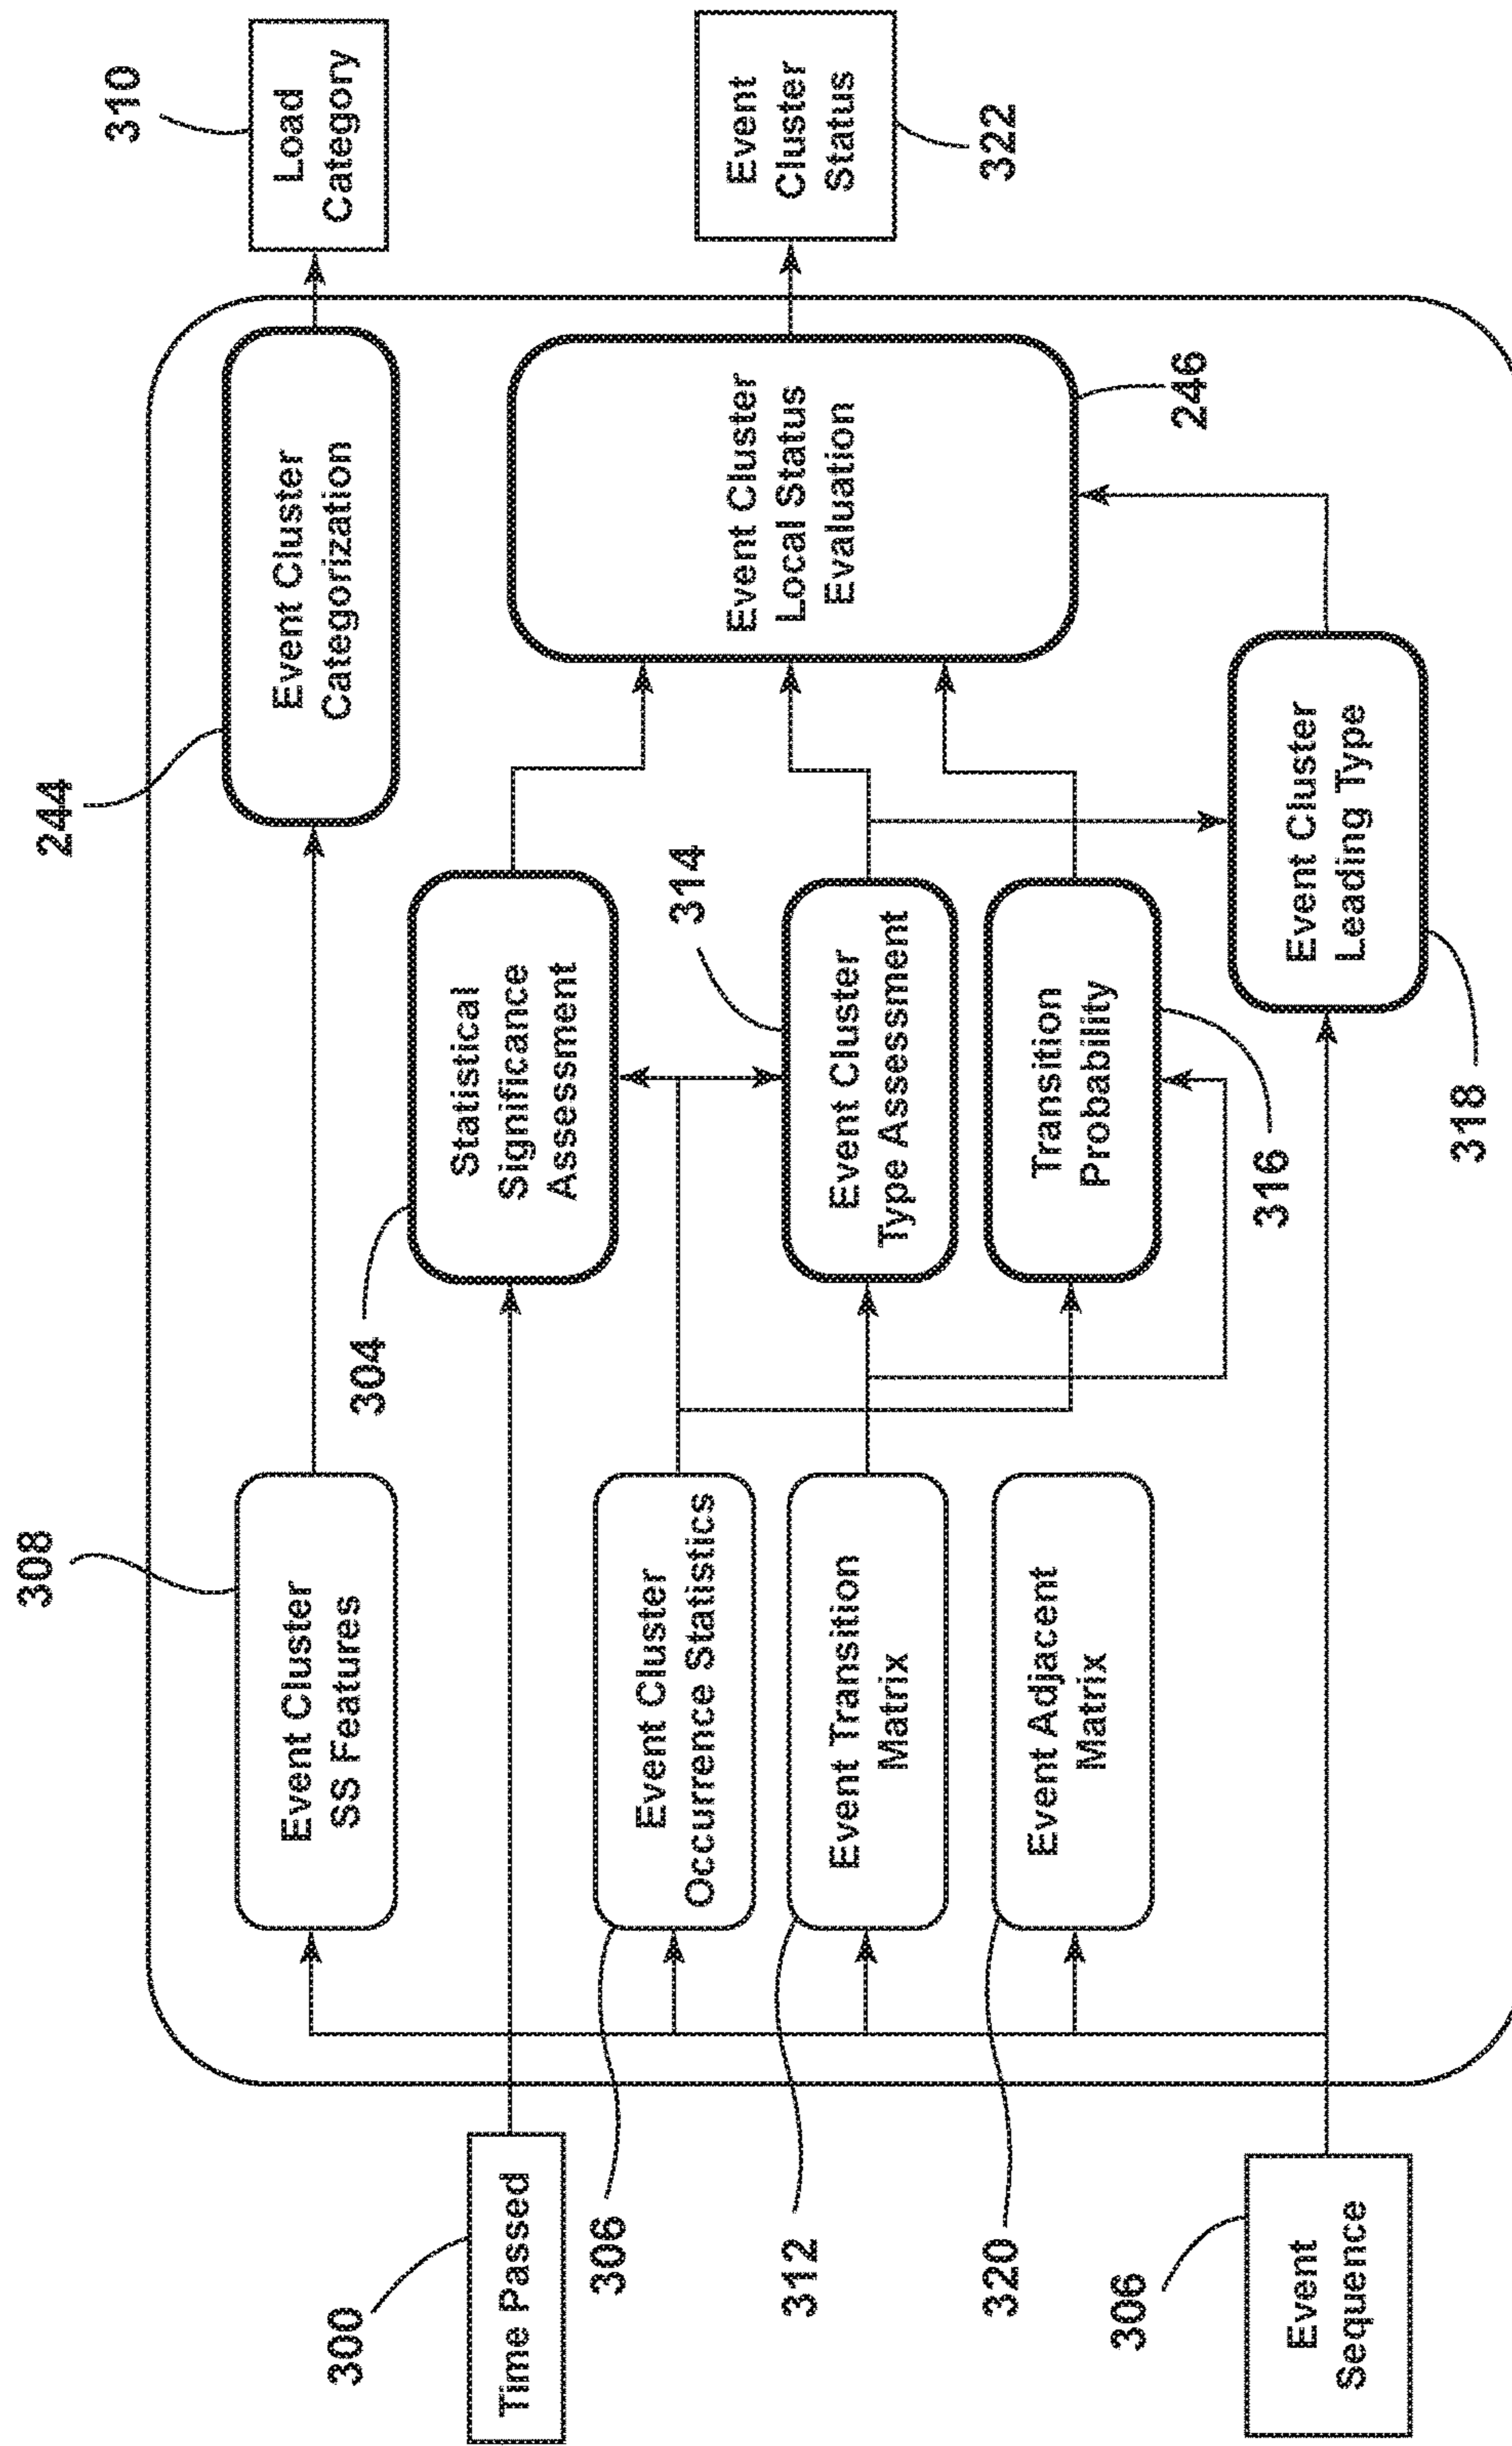 308
Event Cluster
SS Features
244
Event Cluster
Categorization
310
Load
Category
300
Time Passed
304
Statistical
Significance
Assessment
306
Event Cluster
Occurrence Statistics
314
Event Cluster
Type Assessment
Event Cluster
Local Status
Evaluation
246
Event
Cluster
Status
322
312
Event Transition
Matrix
320
Event Adjacent
Matrix
Transition
Probability
316
306
Event
Sequence
Event Cluster
Leading Type
318